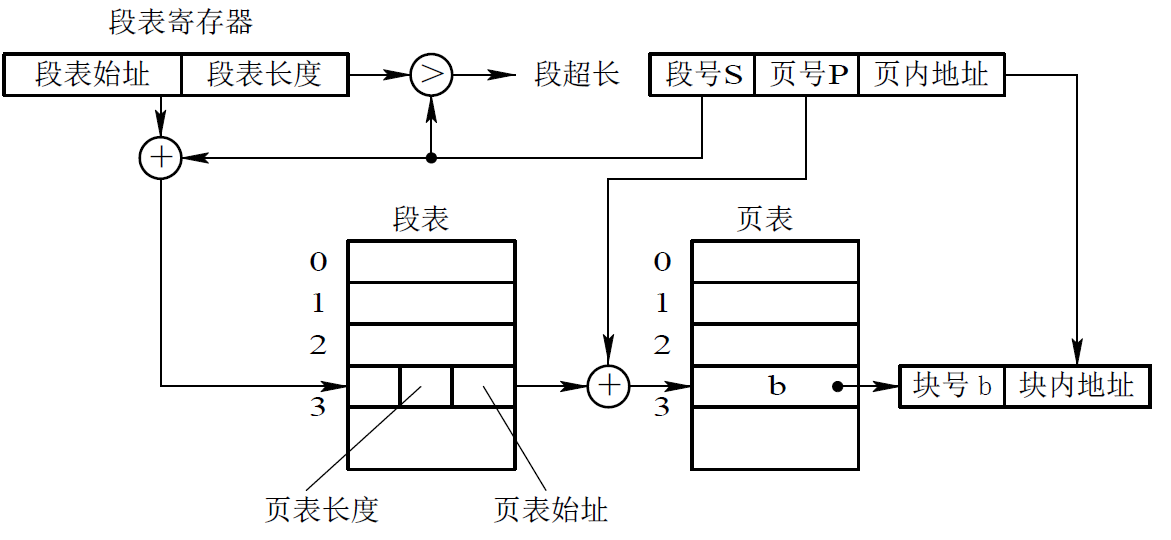 段表寄存器
段表始址 段表长度 > 段超长 段号S 页号P 页内地址
+
段表 页表
0 0
1 1
2 2
+ b 块号 b 块内地址
3 3
页表长度 页表始址